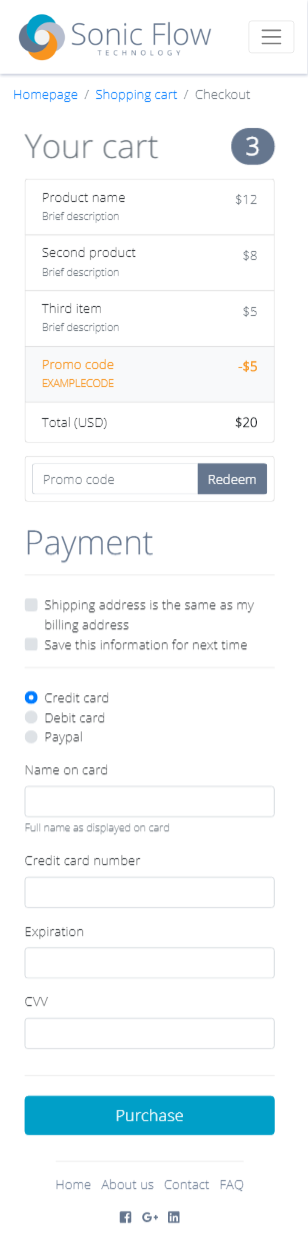 Sonic Flow
TECHNOLOGY
Homepage / Shopping cart / Checkout
Your cart 3
Product name $12
Brief description
Second product $8
Brief description
Third item $5
Brief description
Promo code -$5
EXAMPLECODE
Total (USD) $20
Promo code Redeem
Payment
Shipping address is the same as my
billing address
Save this information for next time
Credit card
Debit card
Paypal
Name on card
Full name as displayed on card
Credit card number
Expiration
CVV
Purchase
Home About us Contact FAQ
f G+ in